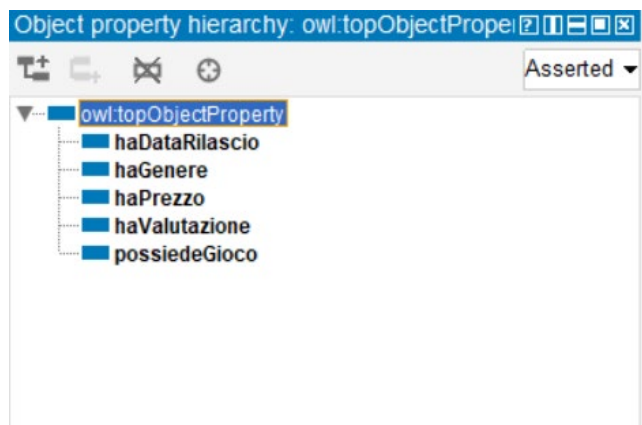 Object property hierarchy: owl:topObjectPrope
Asserted
owl:topObjectProperty
haDataRilascio
haGenere
haPrezzo
haValutazione
possiedeGioco